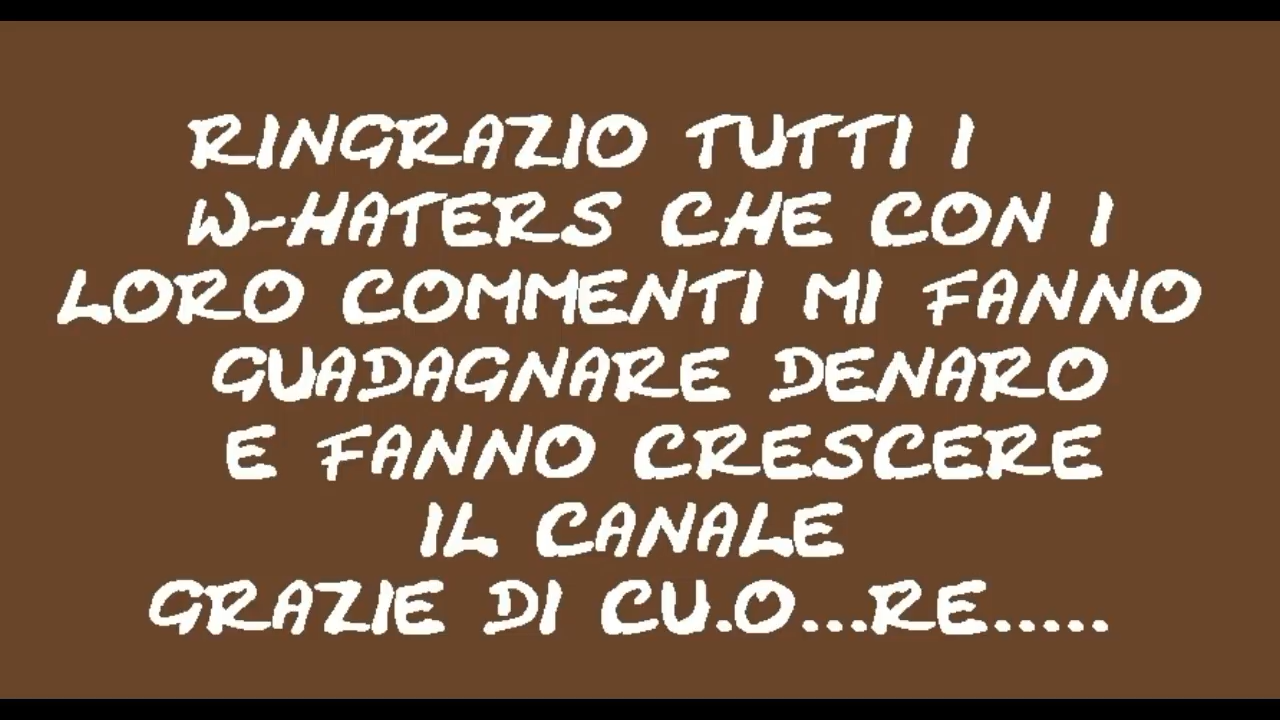 RINGRAZIO TUTTI I
W-HATERS CHE CON I
LORO COMMENTI MI FANNO
GUADAGNARE DENARO
E FANNO CRESCERE
IL CANALE
GRAZIE DI CU.O...RE.....